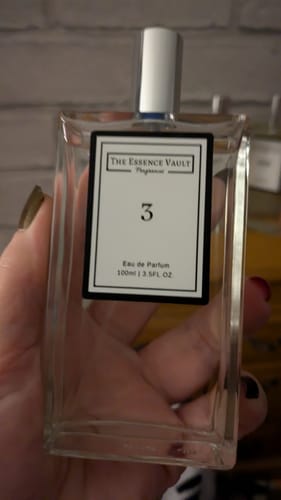 THE ESSENCE VAULT
Fragrances
3
Eau de Parfum
100ml | 3.5FL OZ